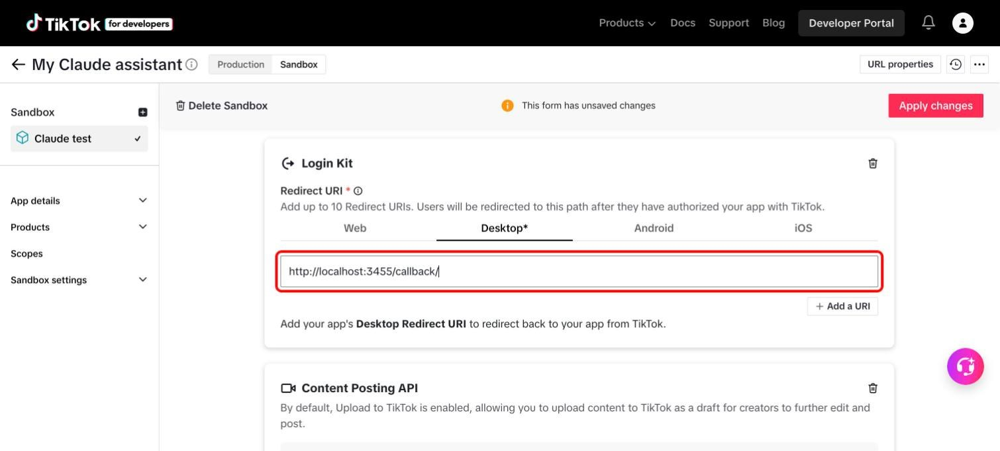 TikTok for developers
Products Docs Support Blog Developer Portal
My Claude assistant Production Sandbox URL properties
Sandbox
Claude test
App details
Products
Scopes
Sandbox settings
Delete Sandbox This form has unsaved changes Apply changes
Login Kit
Redirect URI *
Add up to 10 Redirect URIs. Users will be redirected to this path after they have authorized your app with TikTok.
Web Desktop* Android iOS
http://localhost:3455/callback/
+ Add a URI
Add your app's Desktop Redirect URI to redirect back to your app from TikTok.
Content Posting API
By default, Upload to TikTok is enabled, allowing you to upload content to TikTok as a draft for creators to further edit and
post.